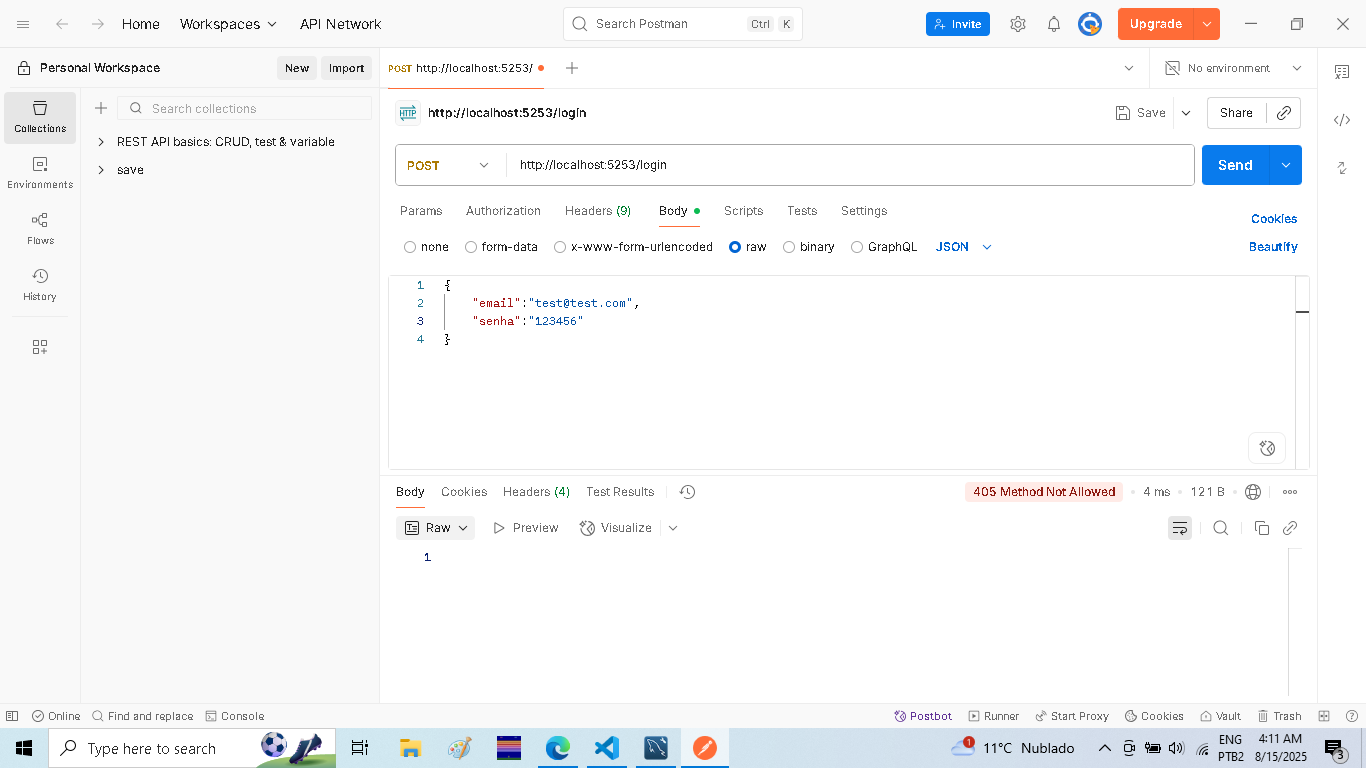 Home Workspaces API Network Search Postman Ctrl K Invite Upgrade
Personal Workspace New Import POST http://localhost:5253/ No environment
Collections Search collections HTTP http://localhost:5253/login Save Share
REST API basics: CRUD, test & variable
save
Environments
Flows
History
POST http://localhost:5253/login Send
Params Authorization Headers (9) Body Scripts Tests Settings Cookies
none form-data x-www-form-urlencoded raw binary GraphQL JSON Beautify
1 {
2 "email":"test@test.com",
3 "senha":"123456"
4 }
Body Cookies Headers (4) Test Results 405 Method Not Allowed 4 ms 121 B
Raw Preview Visualize
1
Online Find and replace Console Postbot Runner Start Proxy Cookies Vault Trash
Type here to search 1 11°C Nublado ENG 4:11 AM
PTB2 8/15/2025 3